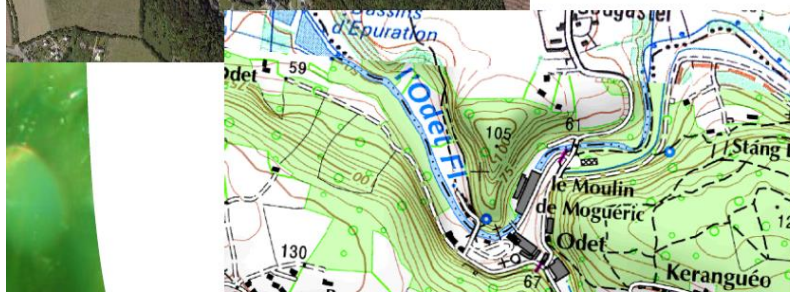 Bassins
d'Epuration
Odet
59
l'Odet Fl.
105
61
Stang
le Moulin
de Moguéric
Odet
130
67
Keranguéo